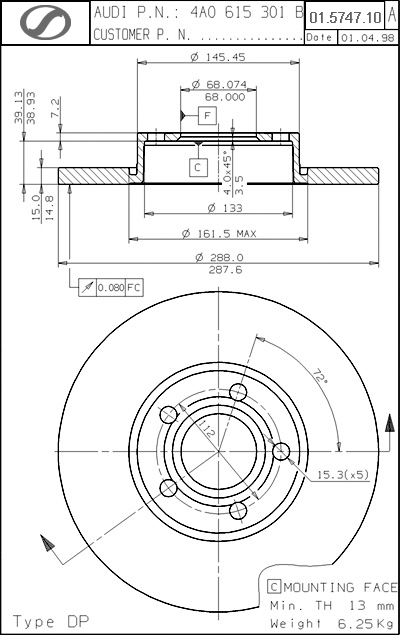 AUDI P.N.: 4A0 615 301 B
01.5747.10 A
CUSTOMER P. N. ................
Date 01.04.98
Ø 145.45
Ø 68.074
68.000
39.13
38.93
7.2
F
C
4.0x45°
3.5
15.0
14.8
Ø 133
Ø 161.5 MAX
Ø 288.0
287.6
0.080 FC
72°
112
15.3(x5)
C MOUNTING FACE
Min. TH 13 mm
Type DP
Weight 6.25Kg